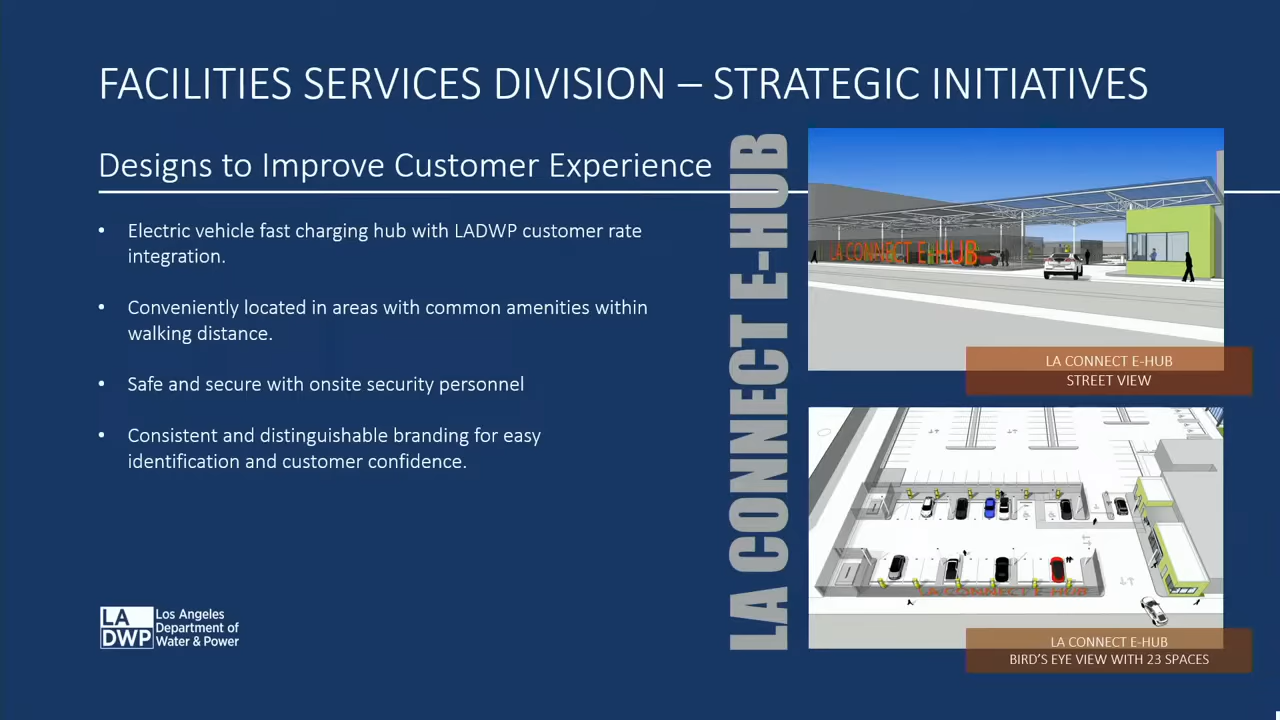 FACILITIES SERVICES DIVISION – STRATEGIC INITIATIVES
Designs to Improve Customer Experience
• Electric vehicle fast charging hub with LADWP customer rate
integration.
• Conveniently located in areas with common amenities within
walking distance.
• Safe and secure with onsite security personnel
• Consistent and distinguishable branding for easy
identification and customer confidence.
LA CONNECT E-HUB
LA CONNECT E-HUB
LA CONNECT E-HUB
STREET VIEW
LA CONNECT E-HUB
LA CONNECT E-HUB
BIRD'S EYE VIEW WITH 23 SPACES
LA
DWP
Los Angeles
Department of
Water & Power